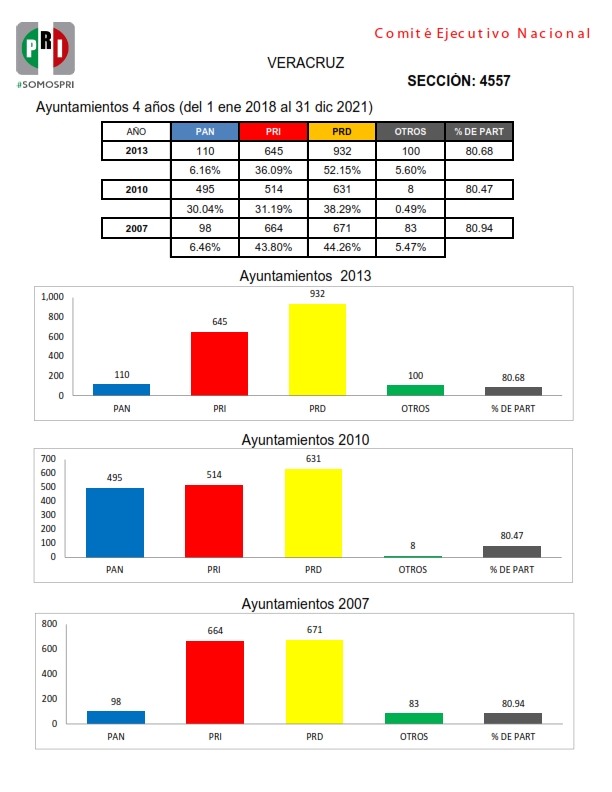 Comité Ejecutivo Nacional
PRI
#SOMOSPRI
VERACRUZ
SECCIÓN: 4557
Ayuntamientos 4 años (del 1 ene 2018 al 31 dic 2021)
AÑO PAN PRI PRD OTROS % DE PART
2013 110 645 932 100 80.68
6.16% 36.09% 52.15% 5.60%
2010 495 514 631 8 80.47
30.04% 31.19% 38.29% 0.49%
2007 98 664 671 83 80.94
6.46% 43.80% 44.26% 5.47%
Ayuntamientos 2013
1,000
800
600
400
200
0
110 645 932 100 80.68
PAN PRI PRD OTROS % DE PART
Ayuntamientos 2010
700
600
500
400
300
200
100
0
495 514 631 8 80.47
PAN PRI PRD OTROS % DE PART
Ayuntamientos 2007
800
600
400
200
0
98 664 671 83 80.94
PAN PRI PRD OTROS % DE PART